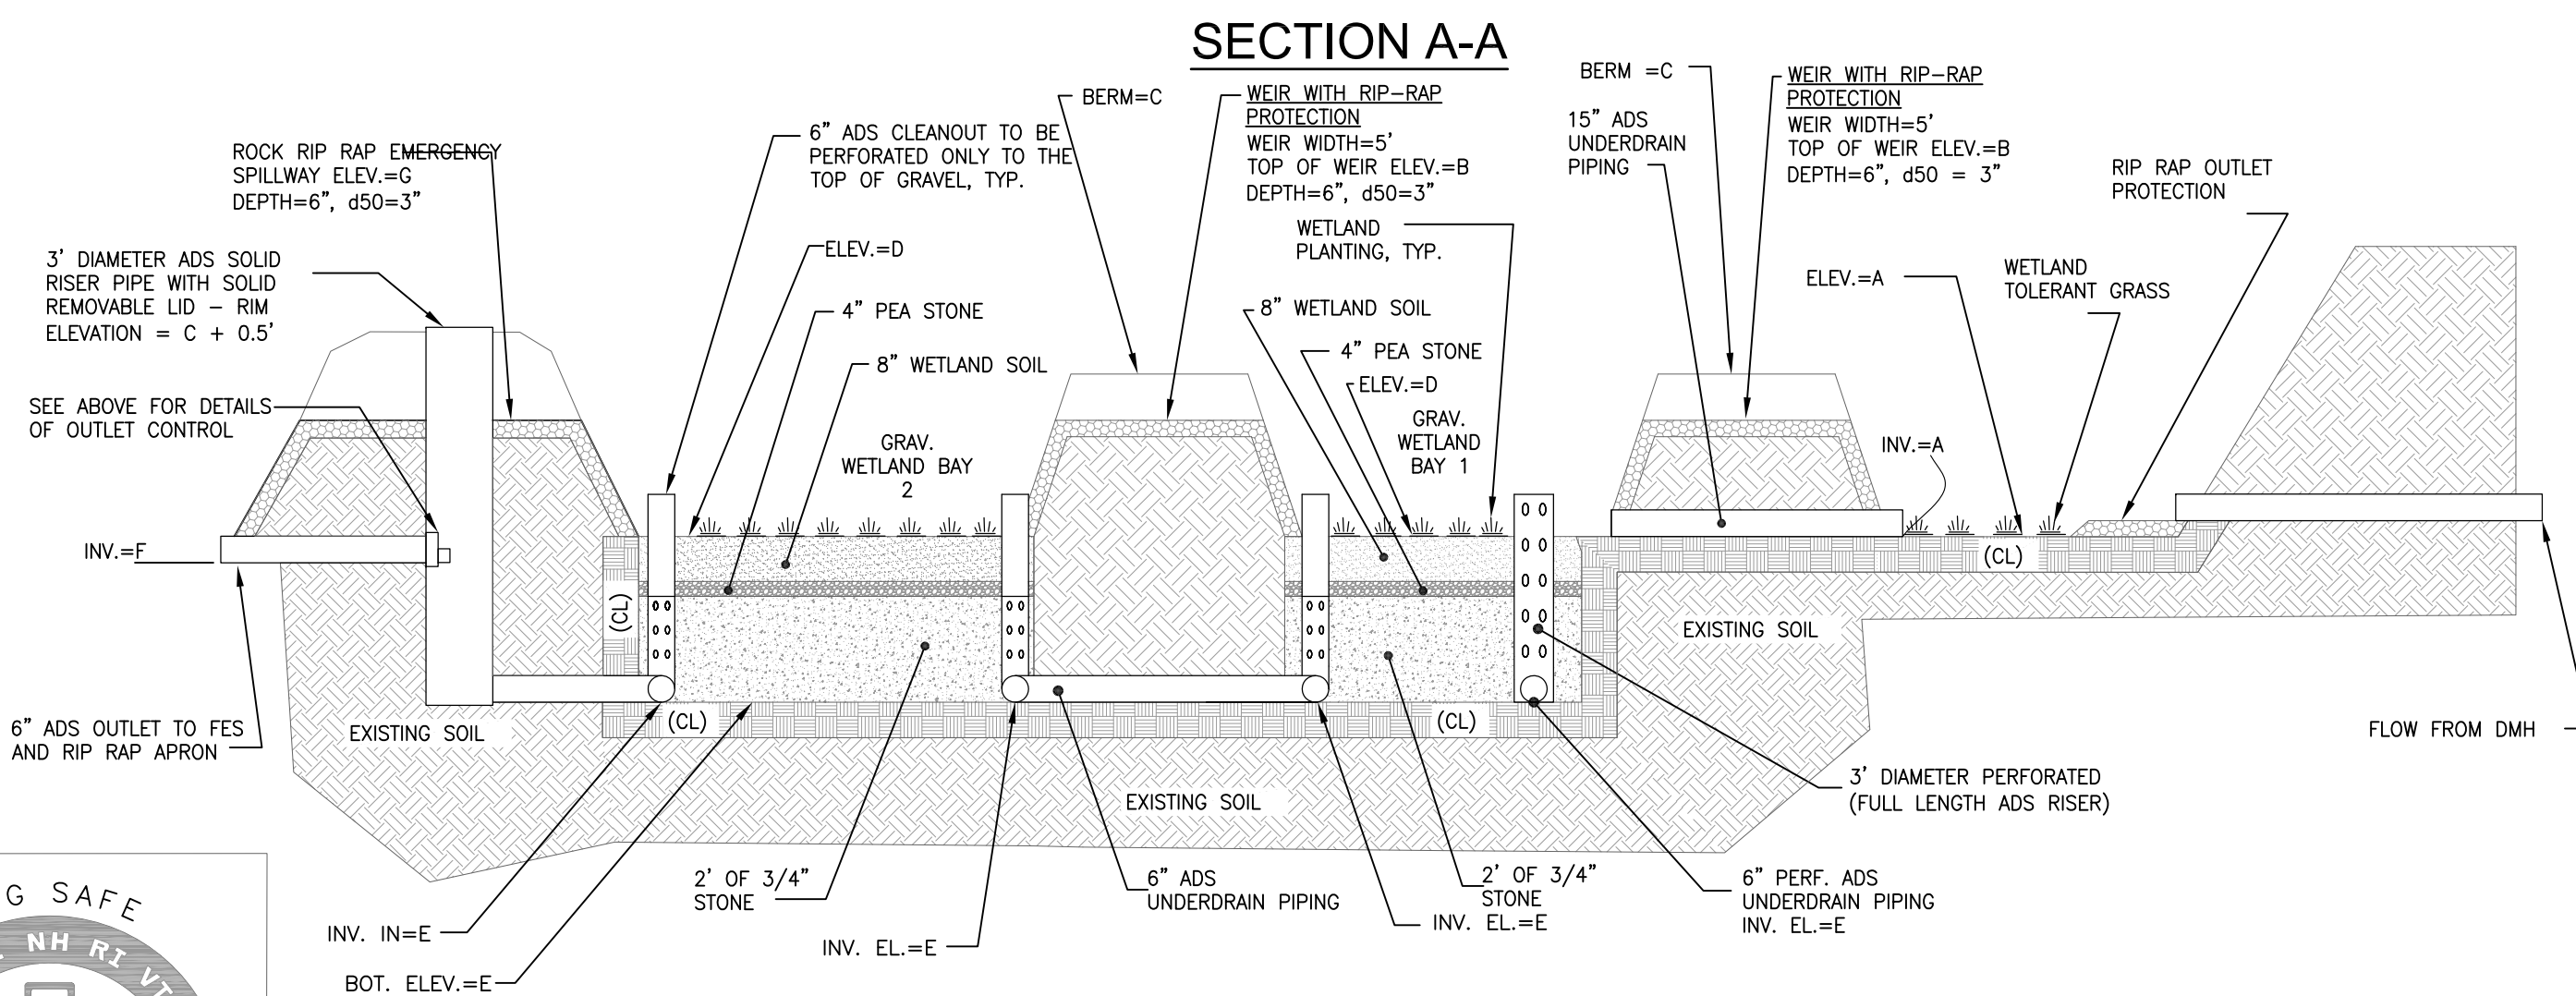 SECTION A-A
ROCK RIP RAP EMERGENCY
SPILLWAY ELEV.=G
DEPTH=6", d50=3"
3' DIAMETER ADS SOLID
RISER PIPE WITH SOLID
REMOVABLE LID – RIM
ELEVATION = C + 0.5'
SEE ABOVE FOR DETAILS
OF OUTLET CONTROL
INV.=F
6" ADS OUTLET TO FES
AND RIP RAP APRON
6" ADS CLEANOUT TO BE
PERFORATED ONLY TO THE
TOP OF GRAVEL, TYP.
ELEV.=D
4" PEA STONE
8" WETLAND SOIL
GRAV.
WETLAND BAY
2
BERM=C
WEIR WITH RIP-RAP
PROTECTION
WEIR WIDTH=5'
TOP OF WEIR ELEV.=B
DEPTH=6", d50=3"
WETLAND
PLANTING, TYP.
8" WETLAND SOIL
4" PEA STONE
ELEV.=D
GRAV.
WETLAND
BAY 1
BERM =C
15" ADS
UNDERDRAIN
PIPING
WEIR WITH RIP-RAP
PROTECTION
WEIR WIDTH=5'
TOP OF WEIR ELEV.=B
DEPTH=6", d50 = 3"
RIP RAP OUTLET
PROTECTION
ELEV.=A
WETLAND
TOLERANT GRASS
INV.=A
(CL)
(CL)
(CL)
(CL)
EXISTING SOIL
EXISTING SOIL
EXISTING SOIL
FLOW FROM DMH
3' DIAMETER PERFORATED
(FULL LENGTH ADS RISER)
2' OF 3/4"
STONE
6" ADS
UNDERDRAIN PIPING
2' OF 3/4"
STONE
INV. EL.=E
6" PERF. ADS
UNDERDRAIN PIPING
INV. EL.=E
INV. IN=E
INV. EL.=E
BOT. ELEV.=E
G SAFE
NH RI VT